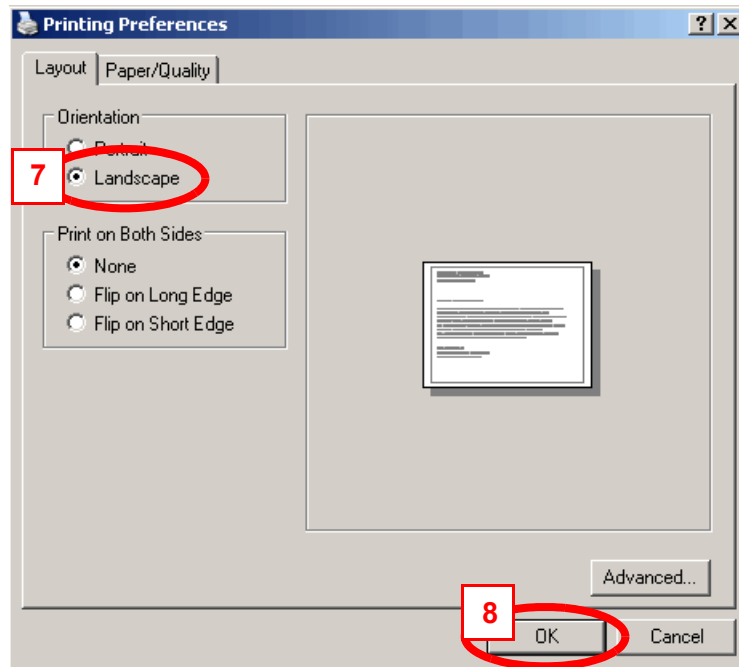 Printing Preferences
Layout
Paper/Quality
Orientation
Portrait
7
Landscape
Print on Both Sides
None
Flip on Long Edge
Flip on Short Edge
Advanced...
8
OK
Cancel